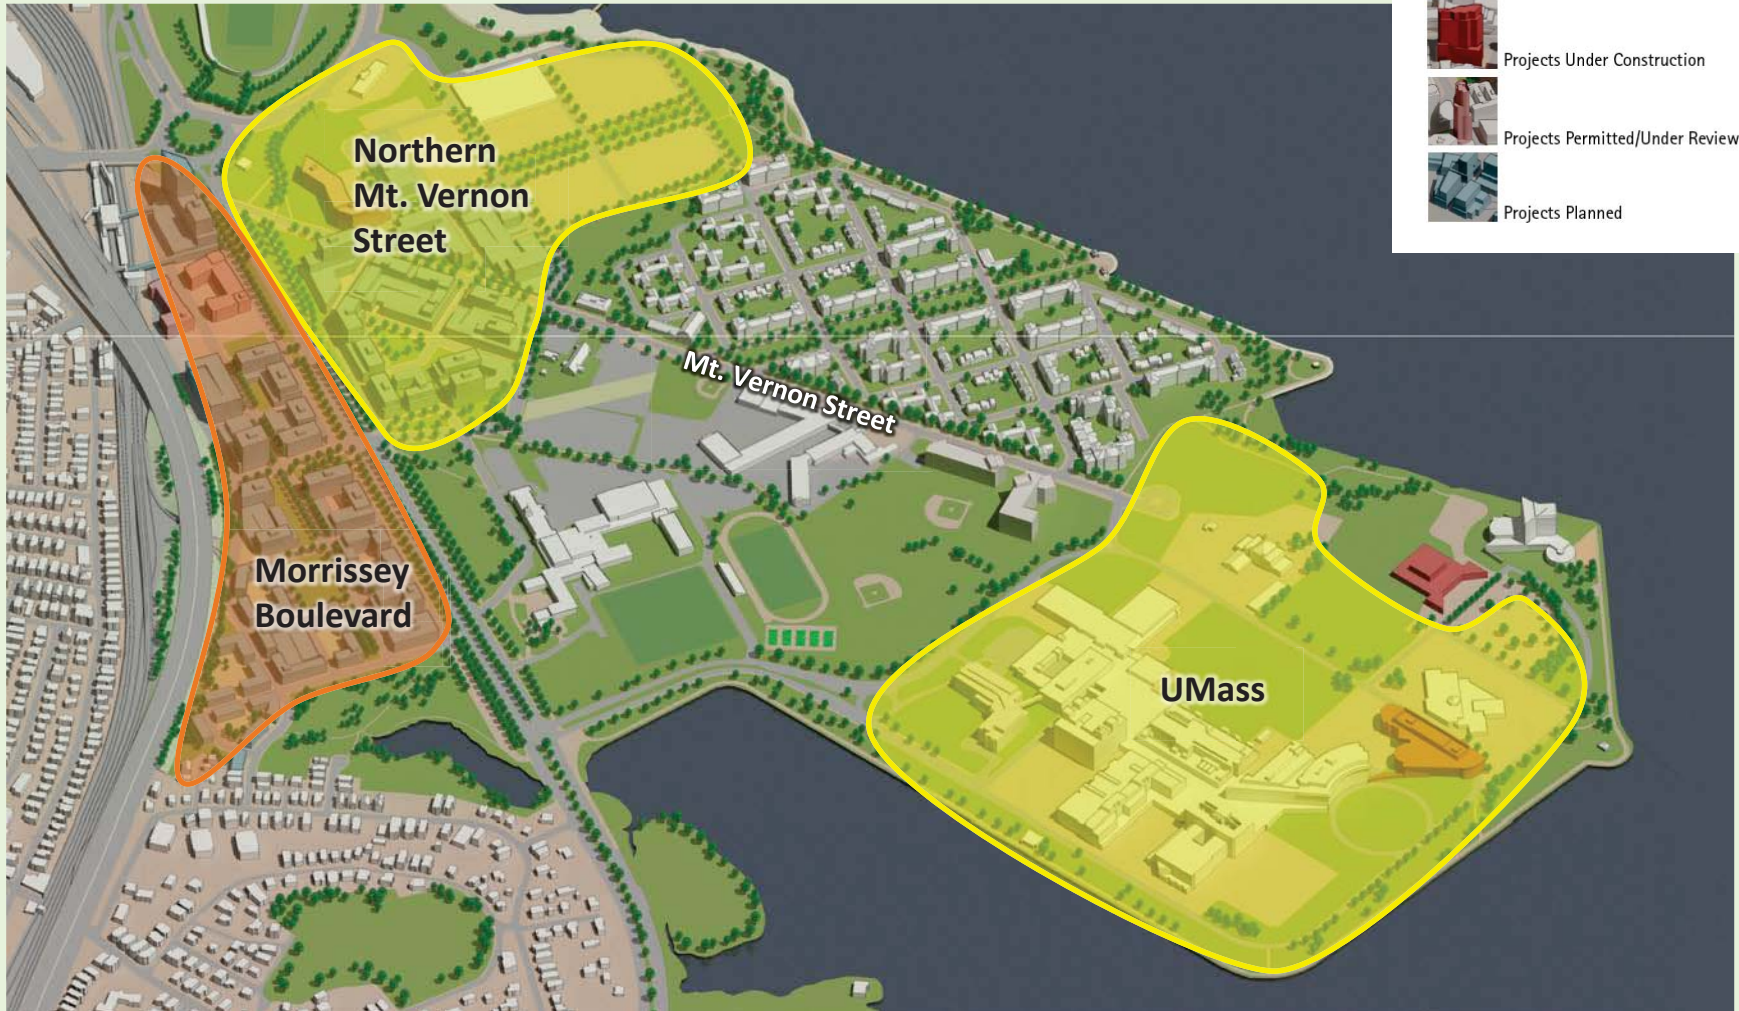 Projects Under Construction
Projects Permitted/Under Review
Projects Planned
Northern
Mt. Vernon
Street
Mt. Vernon Street
Morrissey
Boulevard
UMass